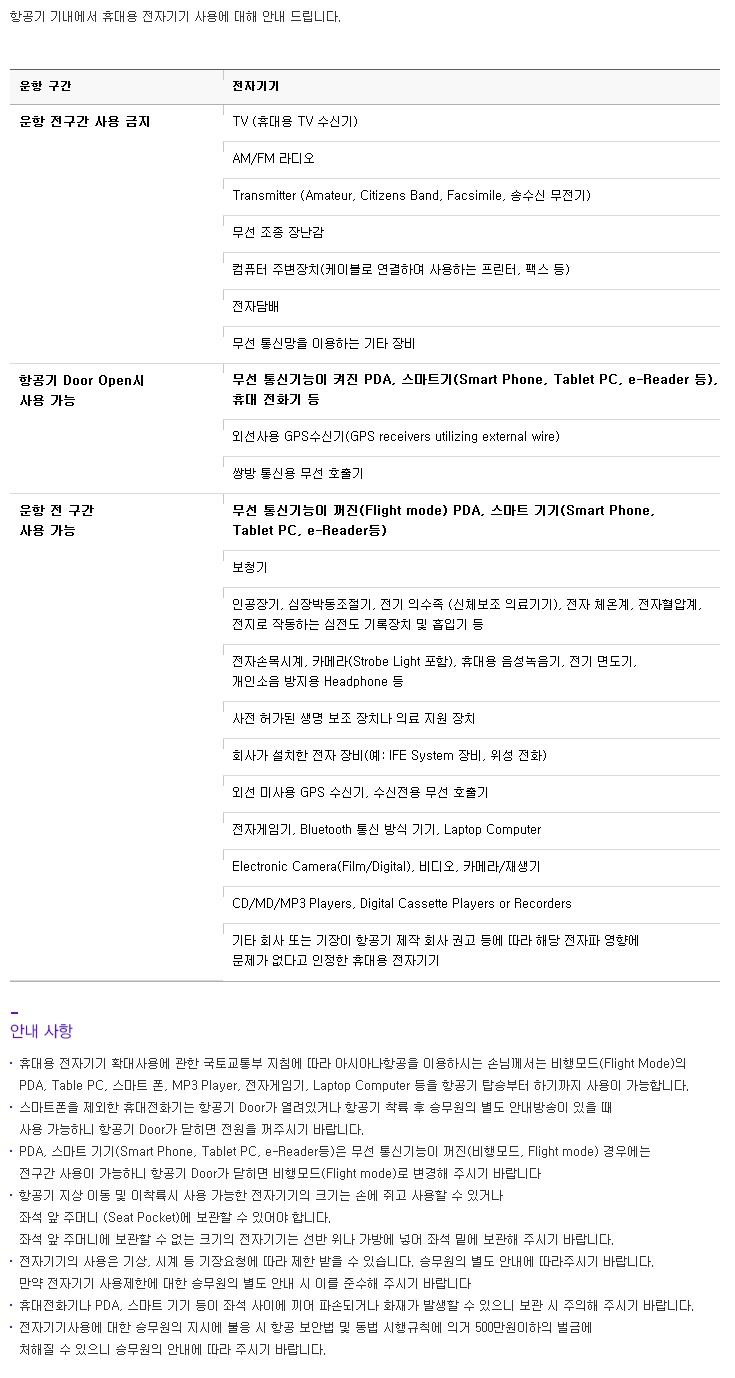 항공기 기내에서 휴대용 전자기기 사용에 대해 안내 드립니다.
운항 구간 전자기기
운항 전구간 사용 금지 TV (휴대용 TV 수신기)
AM/FM 라디오
Transmitter (Amateur, Citizens Band, Facsimile, 송수신 무전기)
무선 조종 장난감
컴퓨터 주변장치(케이블로 연결하여 사용하는 프린터, 팩스 등)
전자담배
무선 통신망을 이용하는 기타 장비
항공기 Door Open시 무선 통신기능이 켜진 PDA, 스마트기(Smart Phone, Tablet PC, e-Reader 등),
사용 가능 휴대 전화기 등
외선사용 GPS수신기(GPS receivers utilizing external wire)
쌍방 통신용 무선 호출기
운항 전 구간 무선 통신기능이 꺼진(Flight mode) PDA, 스마트 기기(Smart Phone,
사용 가능 Tablet PC, e-Reader등)
보청기
인공장기, 심장박동조절기, 전기 의수족 (신체보조 의료기기), 전자 체온계, 전자혈압계,
전지로 작동하는 심전도 기록장치 및 흡입기 등
전자손목시계, 카메라(Strobe Light 포함), 휴대용 음성녹음기, 전기 면도기,
개인소음 방지용 Headphone 등
사전 허가된 생명 보조 장치나 의료 지원 장치
회사가 설치한 전자 장비(예: IFE System 장비, 위성 전화)
외선 미사용 GPS 수신기, 수신전용 무선 호출기
전자게임기, Bluetooth 통신 방식 기기, Laptop Computer
Electronic Camera(Film/Digital), 비디오, 카메라/재생기
CD/MD/MP3 Players, Digital Cassette Players or Recorders
기타 회사 또는 기장이 항공기 제작 회사 권고 등에 따라 해당 전자파 영향에
문제가 없다고 인정한 휴대용 전자기기
안내 사항
· 휴대용 전자기기 확대사용에 관한 국토교통부 지침에 따라 아시아나항공을 이용하시는 손님께서는 비행모드(Flight Mode)의
PDA, Table PC, 스마트 폰, MP3 Player, 전자게임기, Laptop Computer 등을 항공기 탑승부터 하기까지 사용이 가능합니다.
· 스마트폰을 제외한 휴대전화기는 항공기 Door가 열려있거나 항공기 착륙 후 승무원의 별도 안내방송이 있을 때
사용 가능하니 항공기 Door가 닫히면 전원을 꺼주시기 바랍니다.
· PDA, 스마트 기기(Smart Phone, Tablet PC, e-Reader등)은 무선 통신기능이 꺼진(비행모드, Flight mode) 경우에는
전구간 사용이 가능하니 항공기 Door가 닫히면 비행모드(Flight mode)로 변경해 주시기 바랍니다
· 항공기 지상 이동 및 이착륙시 사용 가능한 전자기기의 크기는 손에 쥐고 사용할 수 있거나
좌석 앞 주머니 (Seat Pocket)에 보관할 수 있어야 합니다.
좌석 앞 주머니에 보관할 수 없는 크기의 전자기기는 선반 위나 가방에 넣어 좌석 밑에 보관해 주시기 바랍니다.
· 전자기기의 사용은 기상, 시계 등 기장요청에 따라 제한 받을 수 있습니다. 승무원의 별도 안내에 따라주시기 바랍니다.
만약 전자기기 사용제한에 대한 승무원의 별도 안내 시 이를 준수해 주시기 바랍니다
· 휴대전화기나 PDA, 스마트 기기 등이 좌석 사이에 끼어 파손되거나 화재가 발생할 수 있으니 보관 시 주의해 주시기 바랍니다.
· 전자기기사용에 대한 승무원의 지시에 불응 시 항공 보안법 및 동법 시행규칙에 의거 500만원이하의 벌금에
처해질 수 있으니 승무원의 안내에 따라 주시기 바랍니다.